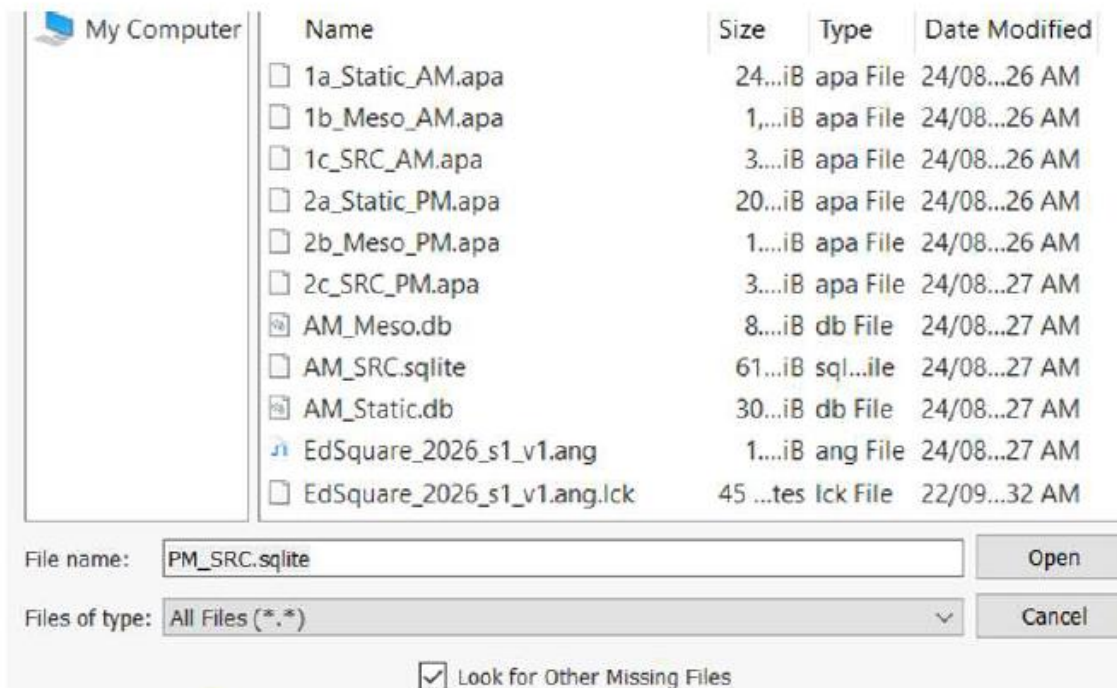 My Computer Name Size Type Date Modified
1a_Static_AM.apa 24...iB apa File 24/08...26 AM
1b_Meso_AM.apa 1,...iB apa File 24/08...26 AM
1c_SRC_AM.apa 3....iB apa File 24/08...26 AM
2a_Static_PM.apa 20...iB apa File 24/08...26 AM
2b_Meso_PM.apa 1....iB apa File 24/08...26 AM
2c_SRC_PM.apa 3....iB apa File 24/08...27 AM
AM_Meso.db 8....iB db File 24/08...27 AM
AM_SRC.sqlite 61...iB sql...ile 24/08...27 AM
AM_Static.db 30...iB db File 24/08...27 AM
EdSquare_2026_s1_v1.ang 1....iB ang File 24/08...27 AM
EdSquare_2026_s1_v1.ang.lck 45 ...tes lck File 22/09...32 AM
File name: PM_SRC.sqlite Open
Files of type: All Files (*.*) Cancel
Look for Other Missing Files